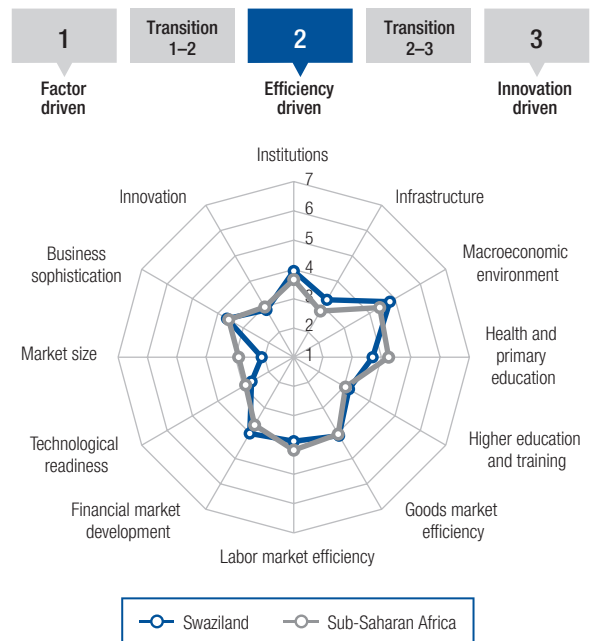 1
Transition
1–2
2
Transition
2–3
3
Factor
driven
Efficiency
driven
Innovation
driven
Institutions
7
Innovation
Infrastructure
6
5
Business
sophistication
Macroeconomic
environment
4
3
2
Market size
1
Health and
primary
education
Technological
readiness
Higher education
and training
Financial market
development
Goods market
efficiency
Labor market efficiency
Swaziland
Sub-Saharan Africa